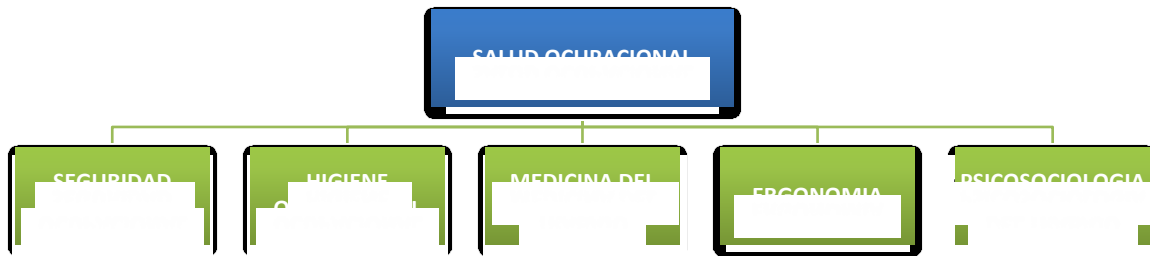 SALUD OCUPACIONAL
SEGURIDAD
HIGIENE
MEDICINA DEL
ERGONOMIA
PSICOSOCIOLOGIA